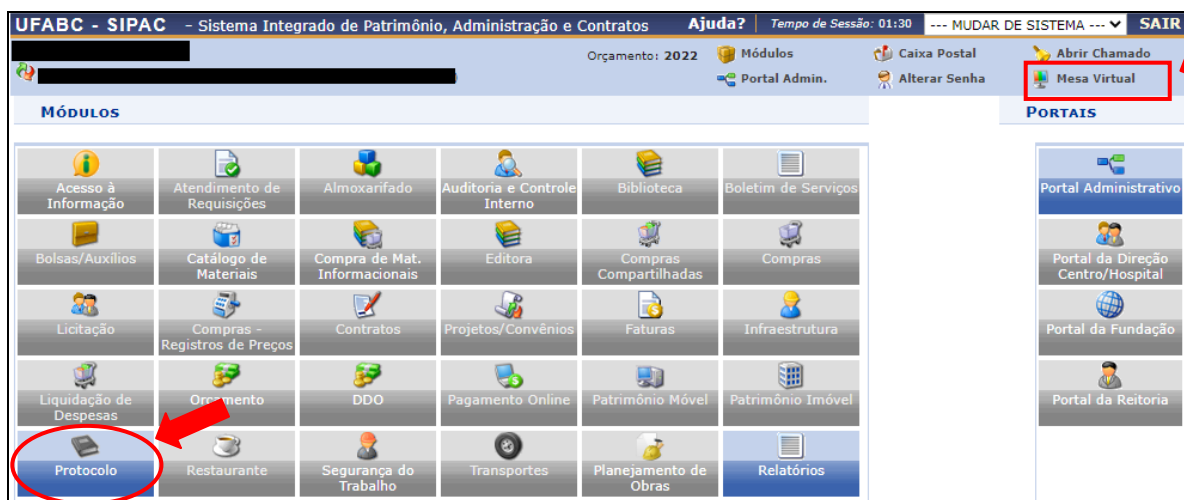 UFABC - SIPAC - Sistema Integrado de Patrimônio, Administração e Contratos Ajuda? Tempo de Sessão: 01:30 --- MUDAR DE SISTEMA --- SAIR
Orçamento: 2022 Módulos Caixa Postal Abrir Chamado
Portal Admin. Alterar Senha Mesa Virtual
MÓDULOS PORTAIS
Acesso à Informação
Atendimento de Requisições
Almoxarifado
Auditoria e Controle Interno
Biblioteca
Boletim de Serviços
Portal Administrativo
Bolsas/Auxílios
Catálogo de Materiais
Compra de Mat. Informacionais
Editora
Compras Compartilhadas
Compras
Portal da Direção Centro/Hospital
Licitação
Compras - Registros de Preços
Contratos
Projetos/Convênios
Faturas
Infraestrutura
Portal da Fundação
Liquidação de Despesas
Orçamento
DDO
Pagamento Online
Patrimônio Móvel
Patrimônio Imóvel
Portal da Reitoria
Protocolo
Restaurante
Segurança do Trabalho
Transportes
Planejamento de Obras
Relatórios